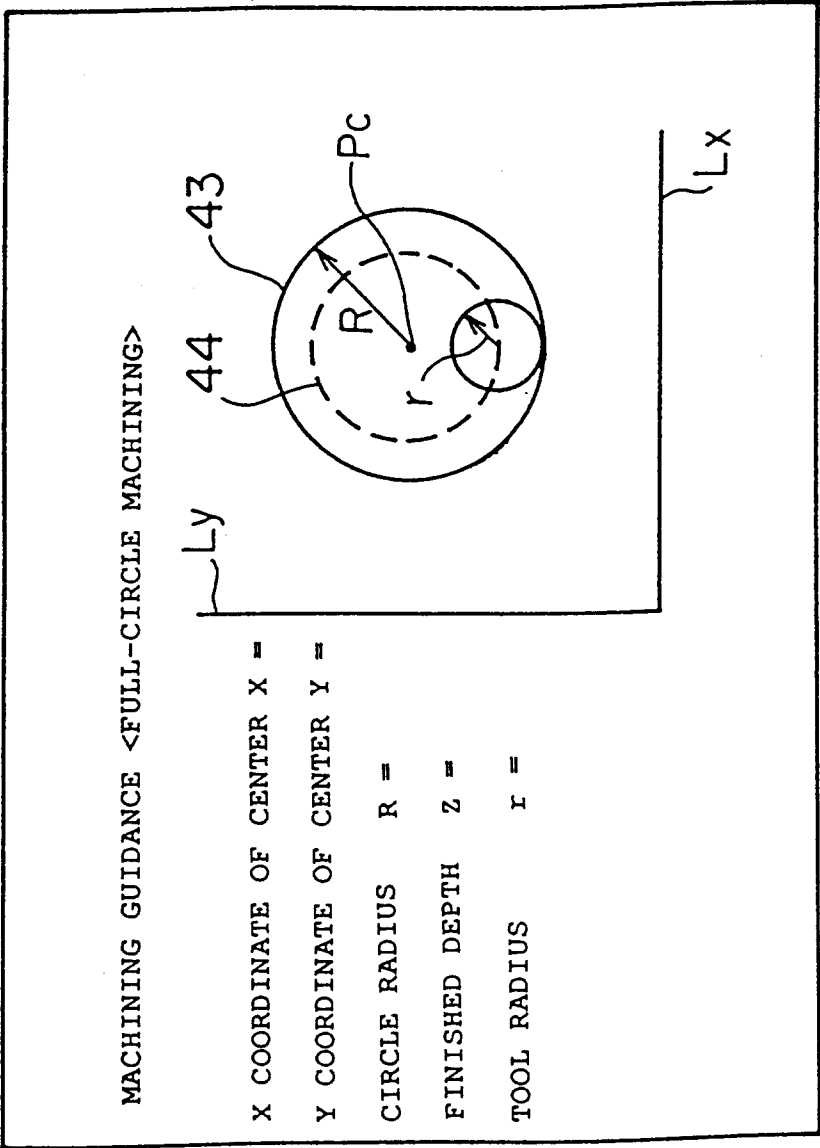 MACHINING GUIDANCE <FULL-CIRCLE MACHINING>
X COORDINATE OF CENTER X =
Y COORDINATE OF CENTER Y =
CIRCLE RADIUS R =
FINISHED DEPTH Z =
TOOL RADIUS r =
Ly
44
43
R
Pc
r
Lx